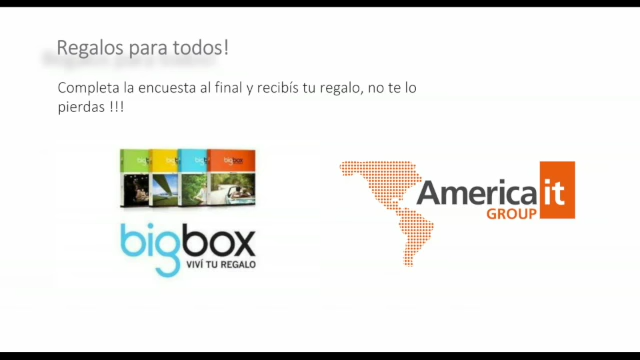 Regalos para todos!
Completa la encuesta al final y recibís tu regalo, no te lo
pierdas !!!
bigbox
bigbox
VIVÍ TU REGALO
America it
GROUP